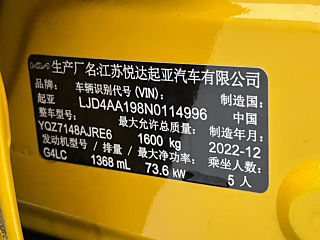 KIA 生产厂名:江苏悦达起亚汽车有限公司
品牌: 车辆识别代号(VIN): 制造国:
起亚 LJD4AA198N0114996 中国
整车型号: 最大允许总质量: 制造年月:
YQZ7148AJRE6 1600 kg 2022-12
发动机型号/排量/最大净功率: 乘坐人数:
G4LC 1368 mL 73.6 kW 5人